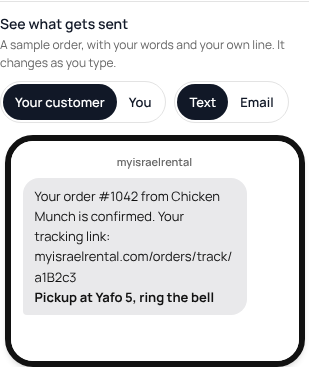 See what gets sent
A sample order, with your words and your own line. It
changes as you type.
Your customer You Text Email
myisraelrental
Your order #1042 from Chicken
Munch is confirmed. Your
tracking link:
myisraelrental.com/orders/track/
a1B2c3
Pickup at Yafo 5, ring the bell